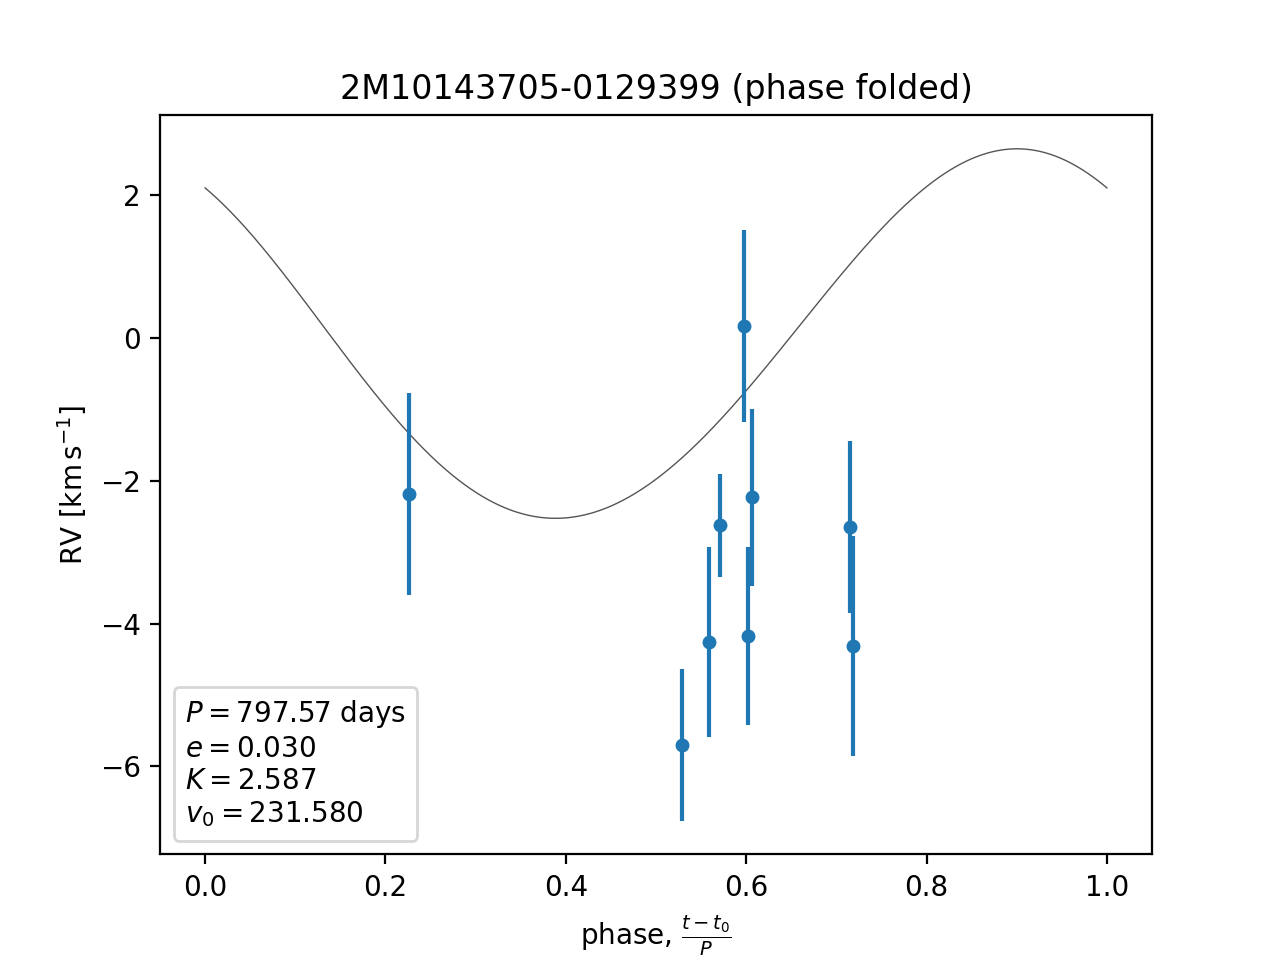 2M10143705-0129399 (phase folded)
RV [km s⁻¹]
2
0
−2
−4
−6
P = 797.57 days
e = 0.030
K = 2.587
v₀ = 231.580
0.0 0.2 0.4 0.6 0.8 1.0
phase, \frac{t − t₀}{P}